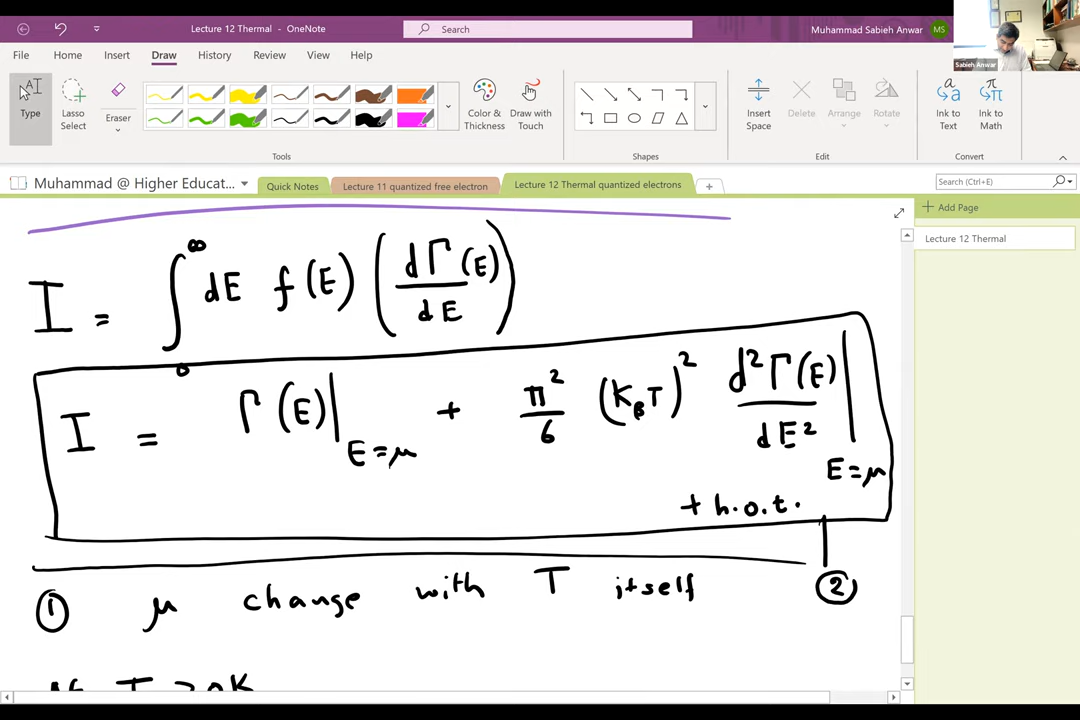 Lecture 12 Thermal - OneNote
Search
Muhammad Sabieh Anwar
MS
Sabieh Anwar
File Home Insert Draw History Review View Help
Type
Lasso Select
Eraser
Color & Thickness
Draw with Touch
Insert Space
Delete
Arrange
Rotate
Ink to Text
Ink to Math
Tools
Shapes
Edit
Convert
Muhammad @ Higher Educat...
Quick Notes
Lecture 11 quantized free electron
Lecture 12 Thermal quantized electrons
Search (Ctrl+E)
Add Page
Lecture 12 Thermal
I = ∫₀^∞ dE f(E) (dΓ(E)/dE)
I = Γ(E)|E=μ + π²/6 (KBT)² d²Γ(E)/dE²|E=μ
+ h.o.t.
① μ change with T itself ②